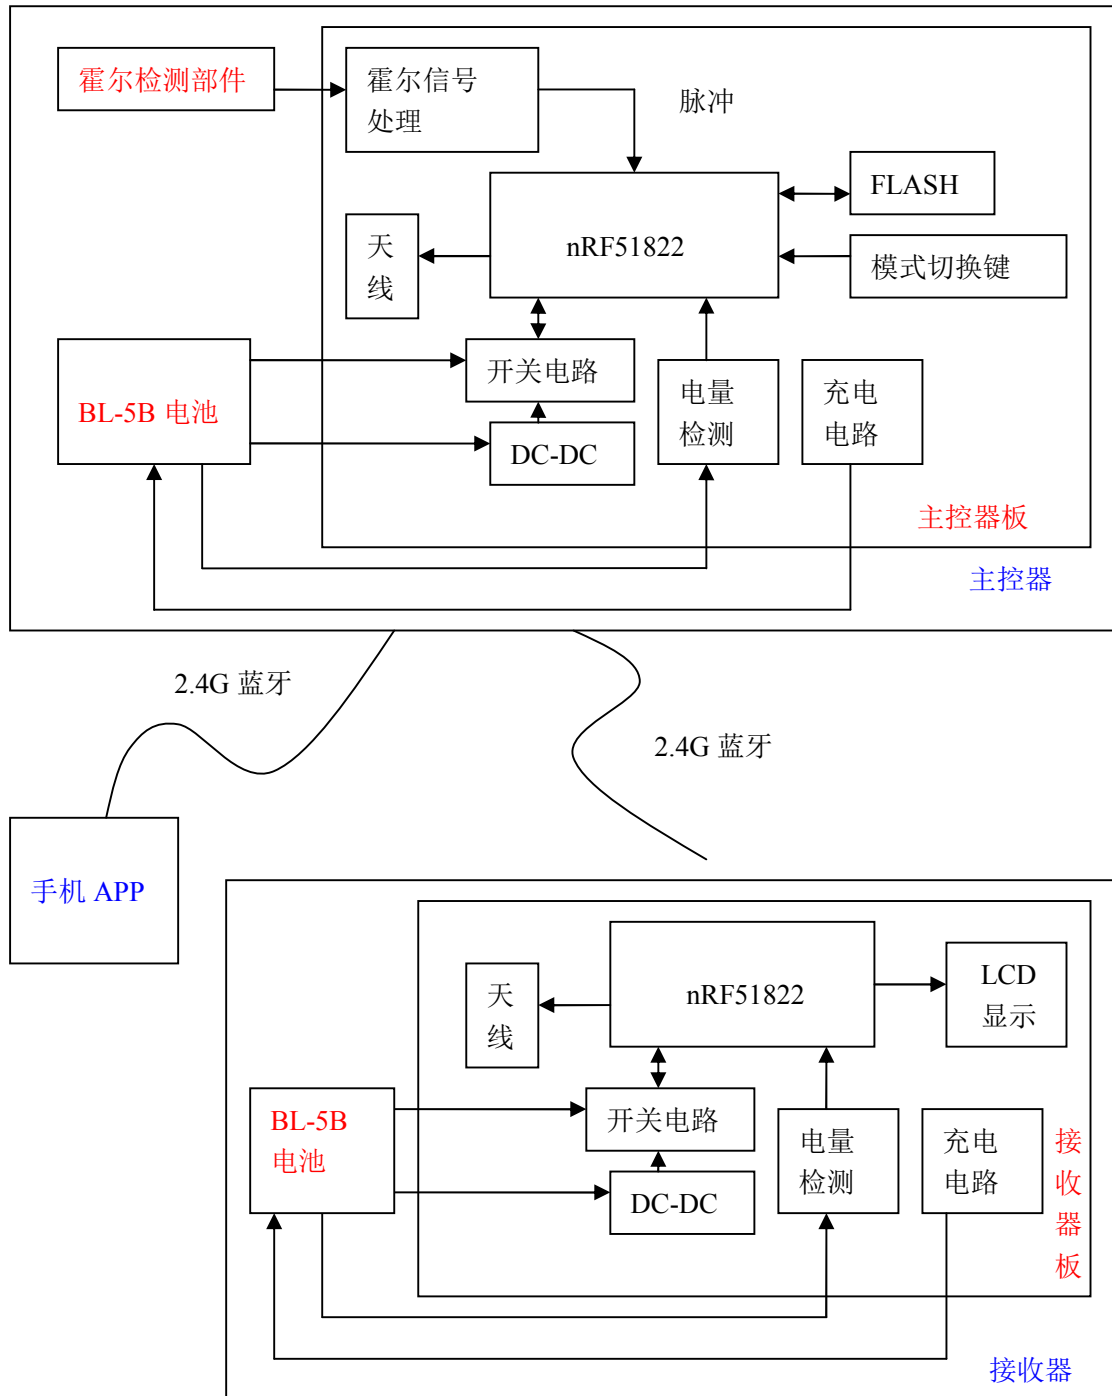 霍尔检测部件
霍尔信号
处理
脉冲
FLASH
nRF51822
天
线
模式切换键
开关电路
BL-5B 电池
DC-DC
电量
检测
充电
电路
主控器板
主控器
2.4G 蓝牙
2.4G 蓝牙
手机 APP
nRF51822
LCD
显示
天
线
BL-5B
电池
开关电路
DC-DC
电量
检测
充电
电路
接
收
器
板
接收器